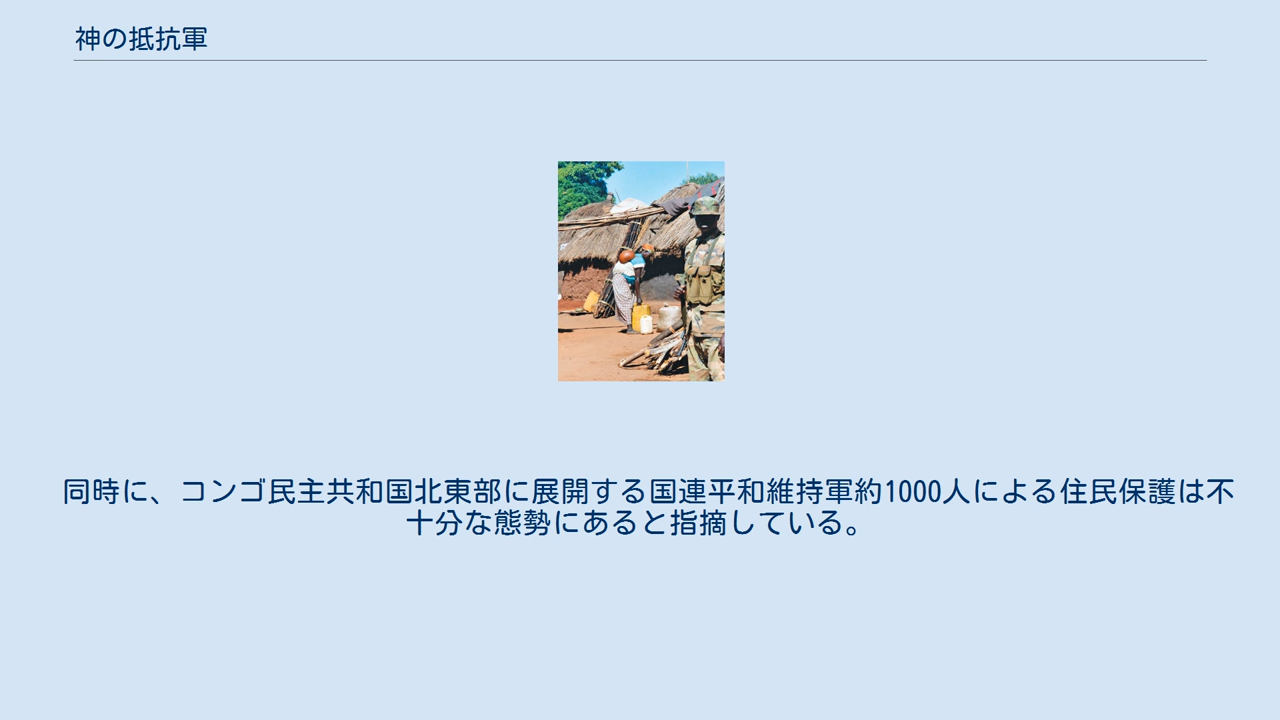 神の抵抗軍
同時に、コンゴ民主共和国北東部に展開する国連平和維持軍約1000人による住民保護は不
十分な態勢にあると指摘している。